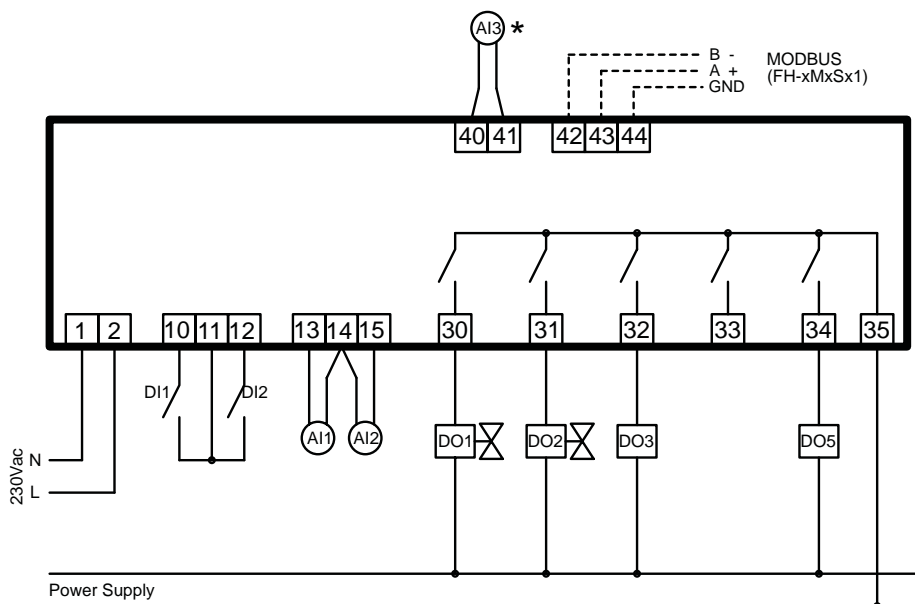 AI3 *
B -
A +
GND
MODBUS
(FH-xMxSx1)
40 41 42 43 44
1 2 10 11 12 13 14 15 30 31 32 33 34 35
DI1 DI2
AI1 AI2
DO1 DO2 DO3 DO5
230Vac
N
L
Power Supply